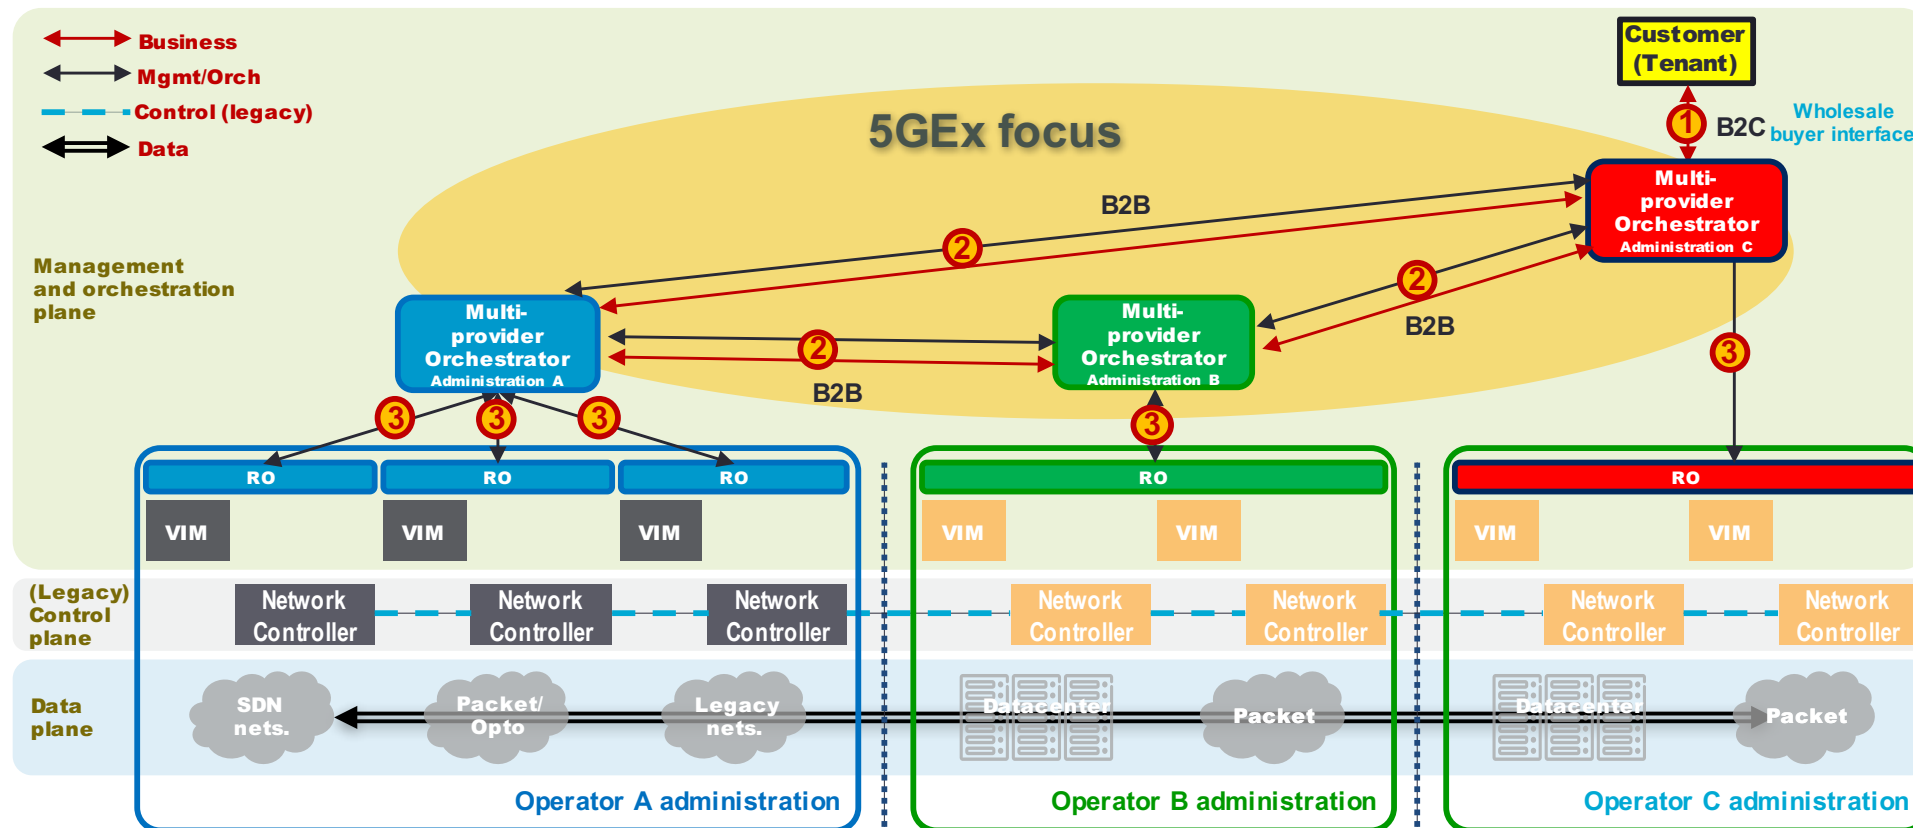 Business
Mgmt/Orch
Control (legacy)
Data
5GEx focus
Customer
(Tenant)
1
B2C
Wholesale
buyer interface
Multi-
provider
Orchestrator
Administration C
B2B
2
2
B2B
3
Management
and orchestration
plane
Multi-
provider
Orchestrator
Administration A
2
B2B
Multi-
provider
Orchestrator
Administration B
3
3
3
3
RO
RO
RO
RO
RO
VIM
VIM
VIM
VIM
VIM
VIM
VIM
(Legacy)
Control
plane
Network
Controller
Network
Controller
Network
Controller
Network
Controller
Network
Controller
Network
Controller
Network
Controller
Data
plane
SDN
nets.
Packet/
Opto
Legacy
nets.
Datacenter
Packet
Datacenter
Packet
Operator A administration
Operator B administration
Operator C administration